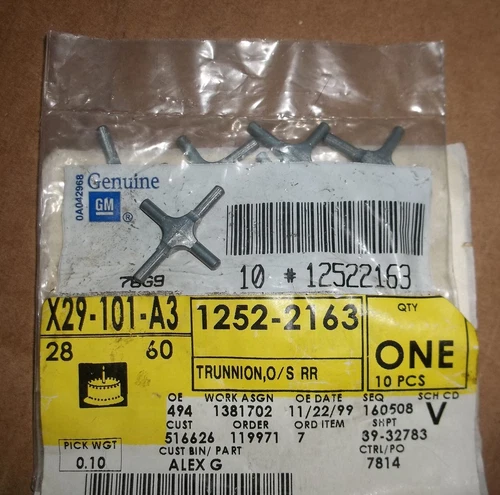 0A042968
Genuine
GM ®
10 # 12522163
X29-101-A3
28 60
1252-2163
TRUNNION,O/S RR
QTY
ONE
10 PCS
OE WORK ASGN OE DATE SEQ SCH CD
494 1381702 11/22/99 160508 V
CUST ORDER ORD ITEM SHPT
516626 119971 7 39-32783
PICK WGT
0.10
CUST BIN/ PART CTRL/PO
ALEX G 7814